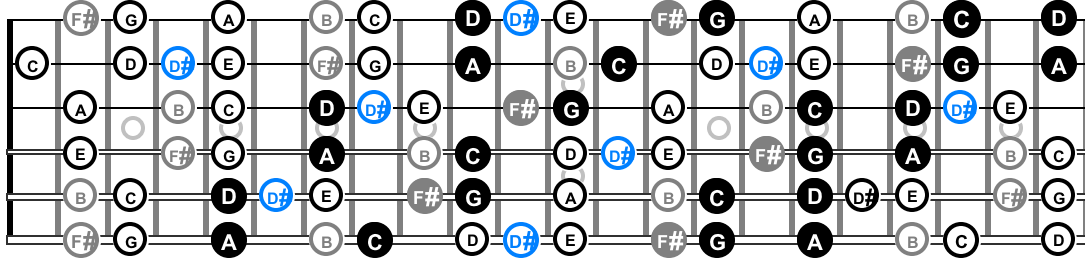 F# G A B C D D# E F# G A B C D
C D D# E F# G A B C D D# E F# G A
A B C D D# E F# G A B C D D# E
E F# G A B C D D# E F# G A B C
B C D D# E F# G A B C D D# E F# G
F# G A B C D D# E F# G A B C D